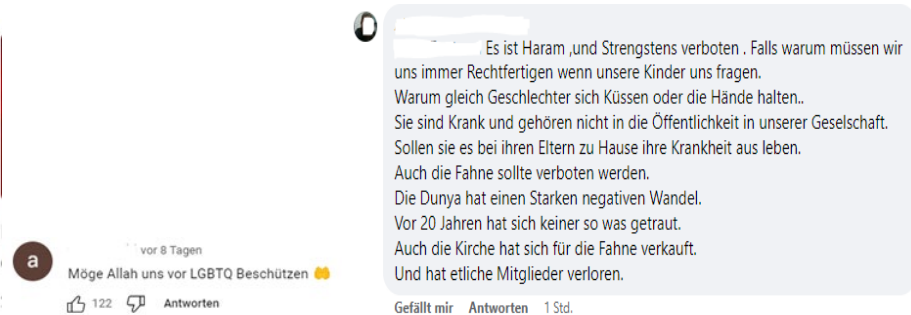 a
vor 8 Tagen
Möge Allah uns vor LGBTQ Beschützen 🤲
122 Antworten
. Es ist Haram ,und Strengstens verboten . Falls warum müssen wir
uns immer Rechtfertigen wenn unsere Kinder uns fragen.
Warum gleich Geschlechter sich Küssen oder die Hände halten..
Sie sind Krank und gehören nicht in die Öffentlichkeit in unserer Geselschaft.
Sollen sie es bei ihren Eltern zu Hause ihre Krankheit aus leben.
Auch die Fahne sollte verboten werden.
Die Dunya hat einen Starken negativen Wandel.
Vor 20 Jahren hat sich keiner so was getraut.
Auch die Kirche hat sich für die Fahne verkauft.
Und hat etliche Mitglieder verloren.
Gefällt mir Antworten 1 Std.